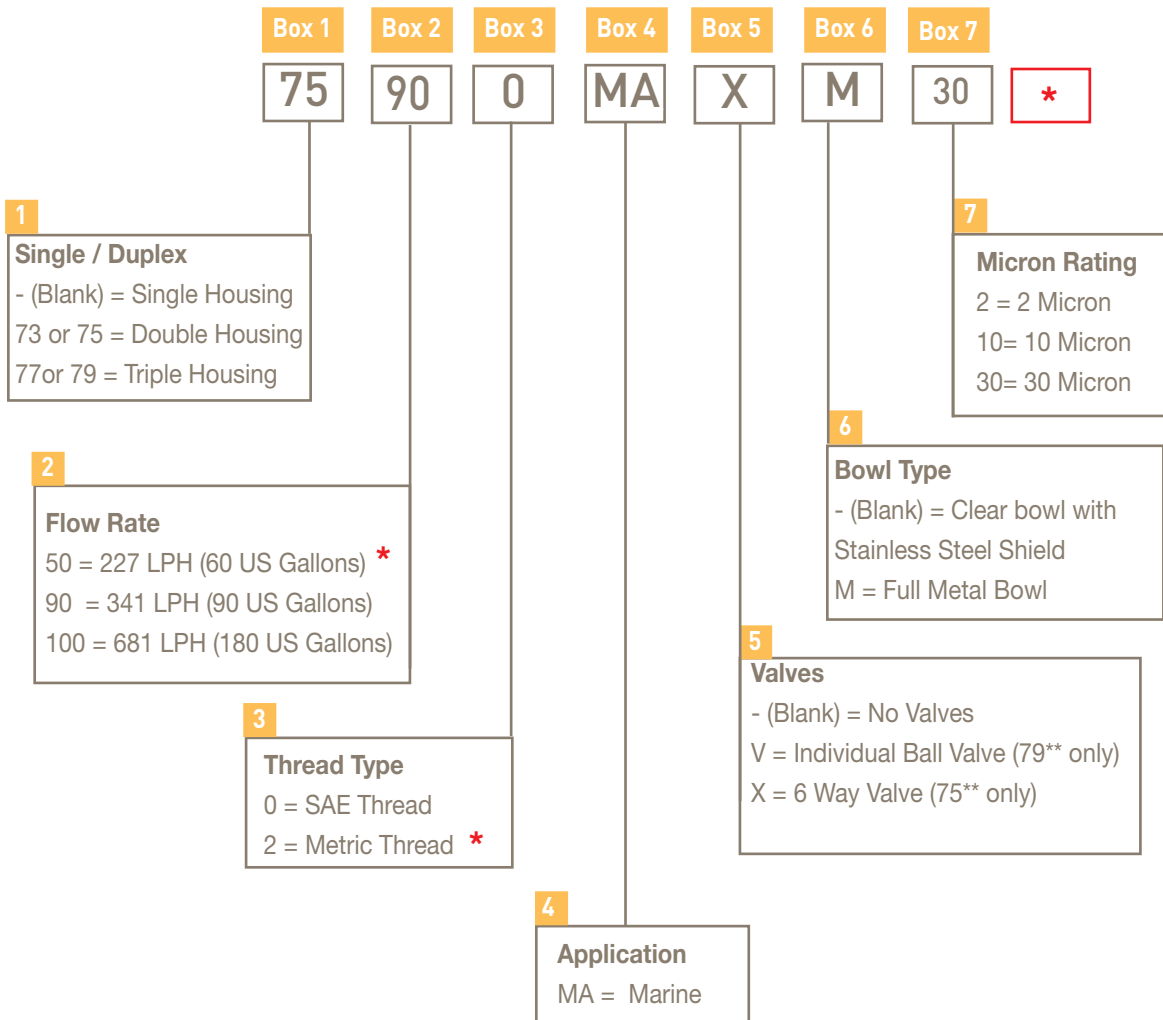 Box 1 Box 2 Box 3 Box 4 Box 5 Box 6 Box 7
75 90 0 MA X M 30 *
1
Single / Duplex
- (Blank) = Single Housing
73 or 75 = Double Housing
77or 79 = Triple Housing
7
Micron Rating
2 = 2 Micron
10= 10 Micron
30= 30 Micron
2
Flow Rate
50 = 227 LPH (60 US Gallons) *
90 = 341 LPH (90 US Gallons)
100 = 681 LPH (180 US Gallons)
6
Bowl Type
- (Blank) = Clear bowl with
Stainless Steel Shield
M = Full Metal Bowl
3
Thread Type
0 = SAE Thread
2 = Metric Thread *
5
Valves
- (Blank) = No Valves
V = Individual Ball Valve (79** only)
X = 6 Way Valve (75** only)
4
Application
MA = Marine